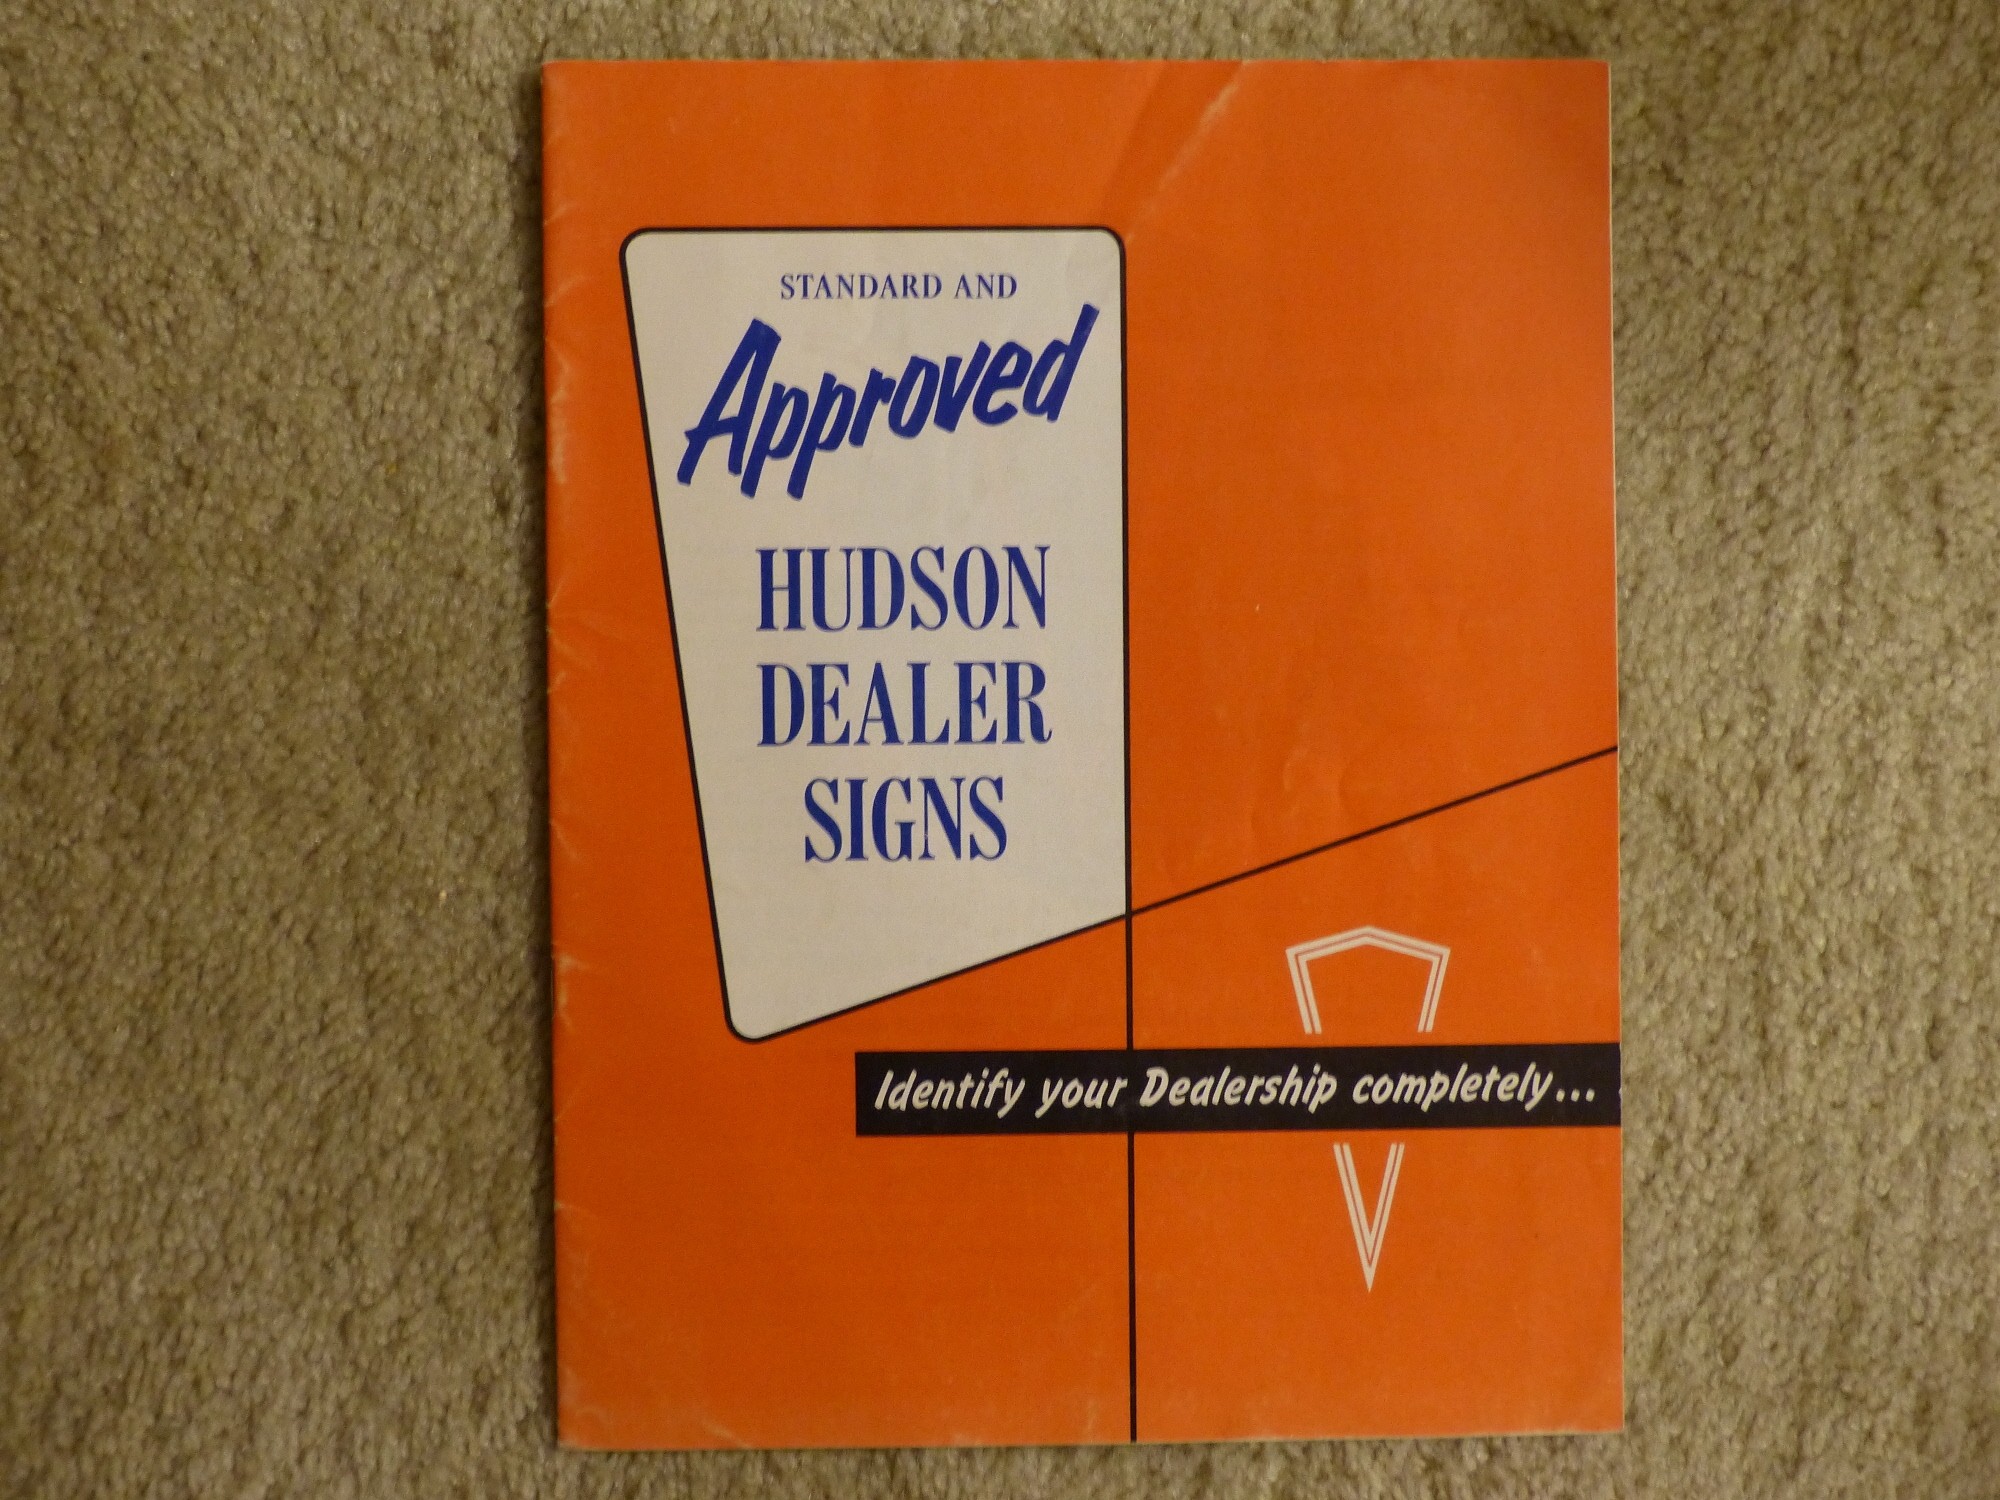 STANDARD AND
Approved
HUDSON
DEALER
SIGNS
Identify your Dealership completely...